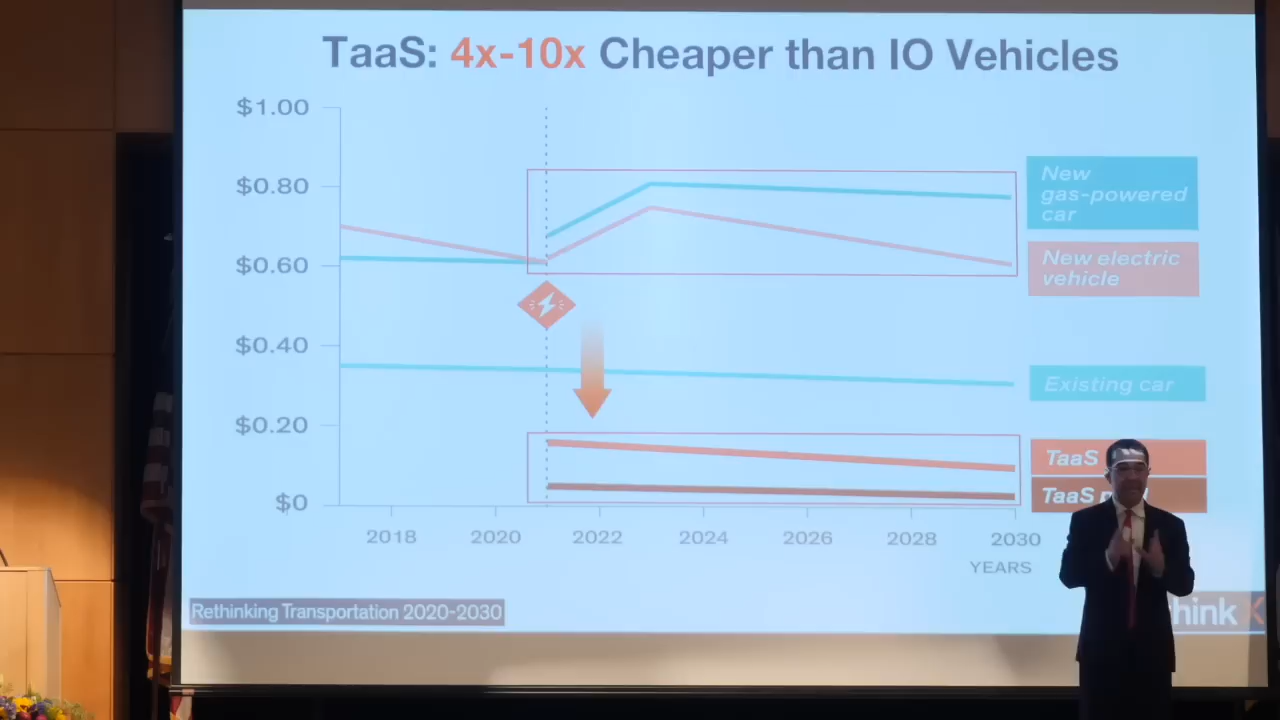 TaaS: 4x-10x Cheaper than IO Vehicles
$1.00
$0.80
$0.60
$0.40
$0.20
$0
New
gas-powered
car
New electric
vehicle
Existing car
TaaS
TaaS
2018 2020 2022 2024 2026 2028 2030
YEARS
Rethinking Transportation 2020-2030